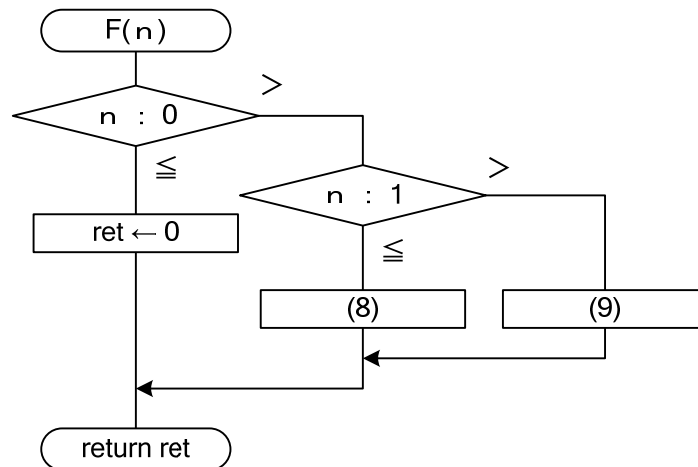 F(n)
>
n : 0
>
≦
n : 1
ret ← 0
≦
(8)
(9)
return ret